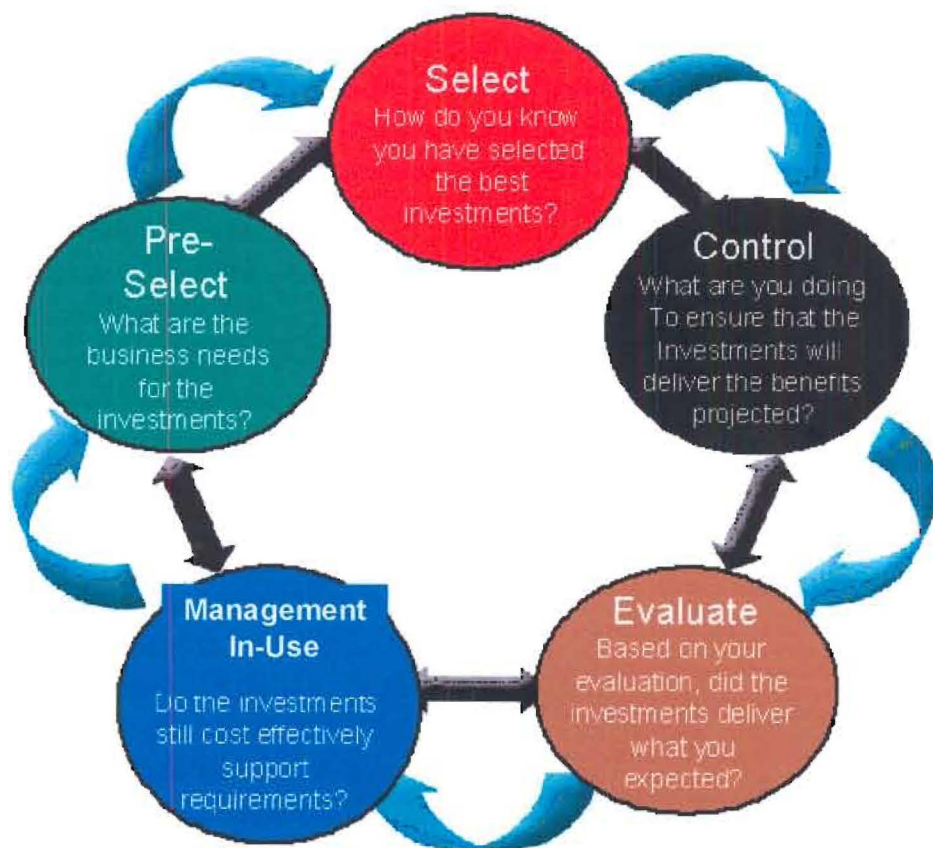 Select
How do you know
you have selected
the best
investments?
Pre-
Select
What are the
business needs
for the
investments?
Control
What are you doing
To ensure that the
Investments will
deliver the benefits
projected?
Evaluate
Based on your
evaluation, did the
investments deliver
what you
expected?
Management
In-Use
Do the investments
still cost effectively
support
requirements?